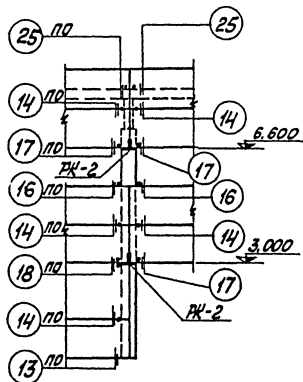 25 ПО 25
14 ПО 14
6.600
17 ПО 17
РК-2
16 ПО 16
14 ПО 14
3.000
18 ПО 17
РК-2
14 ПО
13 ПО